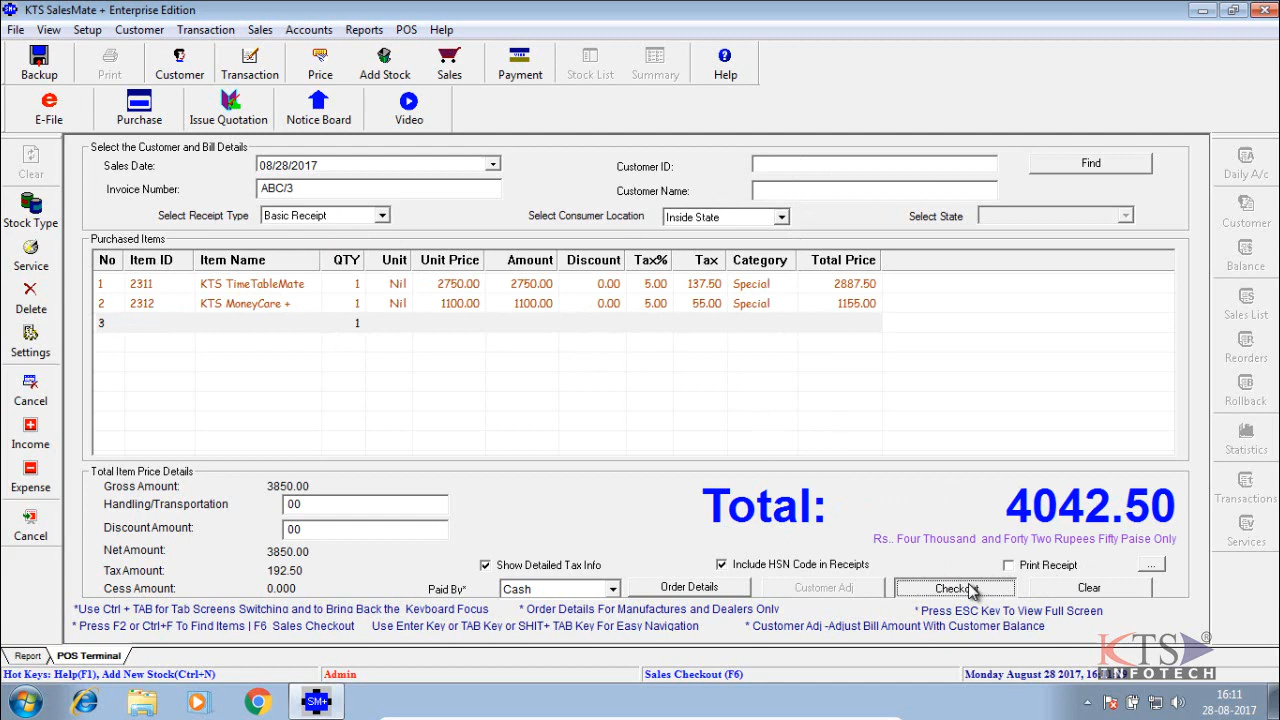 KTS SalesMate + Enterprise Edition
File View Setup Customer Transaction Sales Accounts Reports POS Help
Backup Print Customer Transaction Price Add Stock Sales Payment Stock List Summary Help
E-File Purchase Issue Quotation Notice Board Video
Clear
Stock Type
Service
Delete
Settings
Cancel
Income
Expense
Cancel
Select the Customer and Bill Details
Sales Date: 08/28/2017 Customer ID: Find
Invoice Number: ABC/3 Customer Name:
Select Receipt Type Basic Receipt Select Consumer Location Inside State Select State
Purchased Items
No Item ID Item Name QTY Unit Unit Price Amount Discount Tax% Tax Category Total Price
1 2311 KTS TimeTableMate 1 Nil 2750.00 2750.00 0.00 5.00 137.50 Special 2887.50
2 2312 KTS MoneyCare + 1 Nil 1100.00 1100.00 0.00 5.00 55.00 Special 1155.00
3 1
Total Item Price Details
Gross Amount: 3850.00
Handling/Transportation 00
Discount Amount: 00
Net Amount: 3850.00
Tax Amount: 192.50
Cess Amount: 0.000
Total: 4042.50
Rs.. Four Thousand and Forty Two Rupees Fifty Paise Only
Show Detailed Tax Info Include HSN Code in Receipts Print Receipt ...
Paid By* Cash Order Details Customer Adj Clear
*Use Ctrl + TAB for Tab Screens Switching and to Bring Back the Keyboard Focus * Order Details For Manufactures and Dealers Only * Press ESC Key To View Full Screen
* Press F2 or Ctrl+F To Find Items | F6 Sales Checkout Use Enter Key or TAB Key or SHIT+ TAB Key For Easy Navigation * Customer Adj -Adjust Bill Amount With Customer Balance
Daily A/c
Customer
Balance
Sales List
Reorders
Rollback
Statistics
Transactions
Services
Report POS Terminal
KTS ®
INFOTECH
Hot Keys: Help(F1), Add New Stock(Ctrl+N) Admin Sales Checkout (F6) Monday August 28 2017,
SM+
16:11
28-08-2017